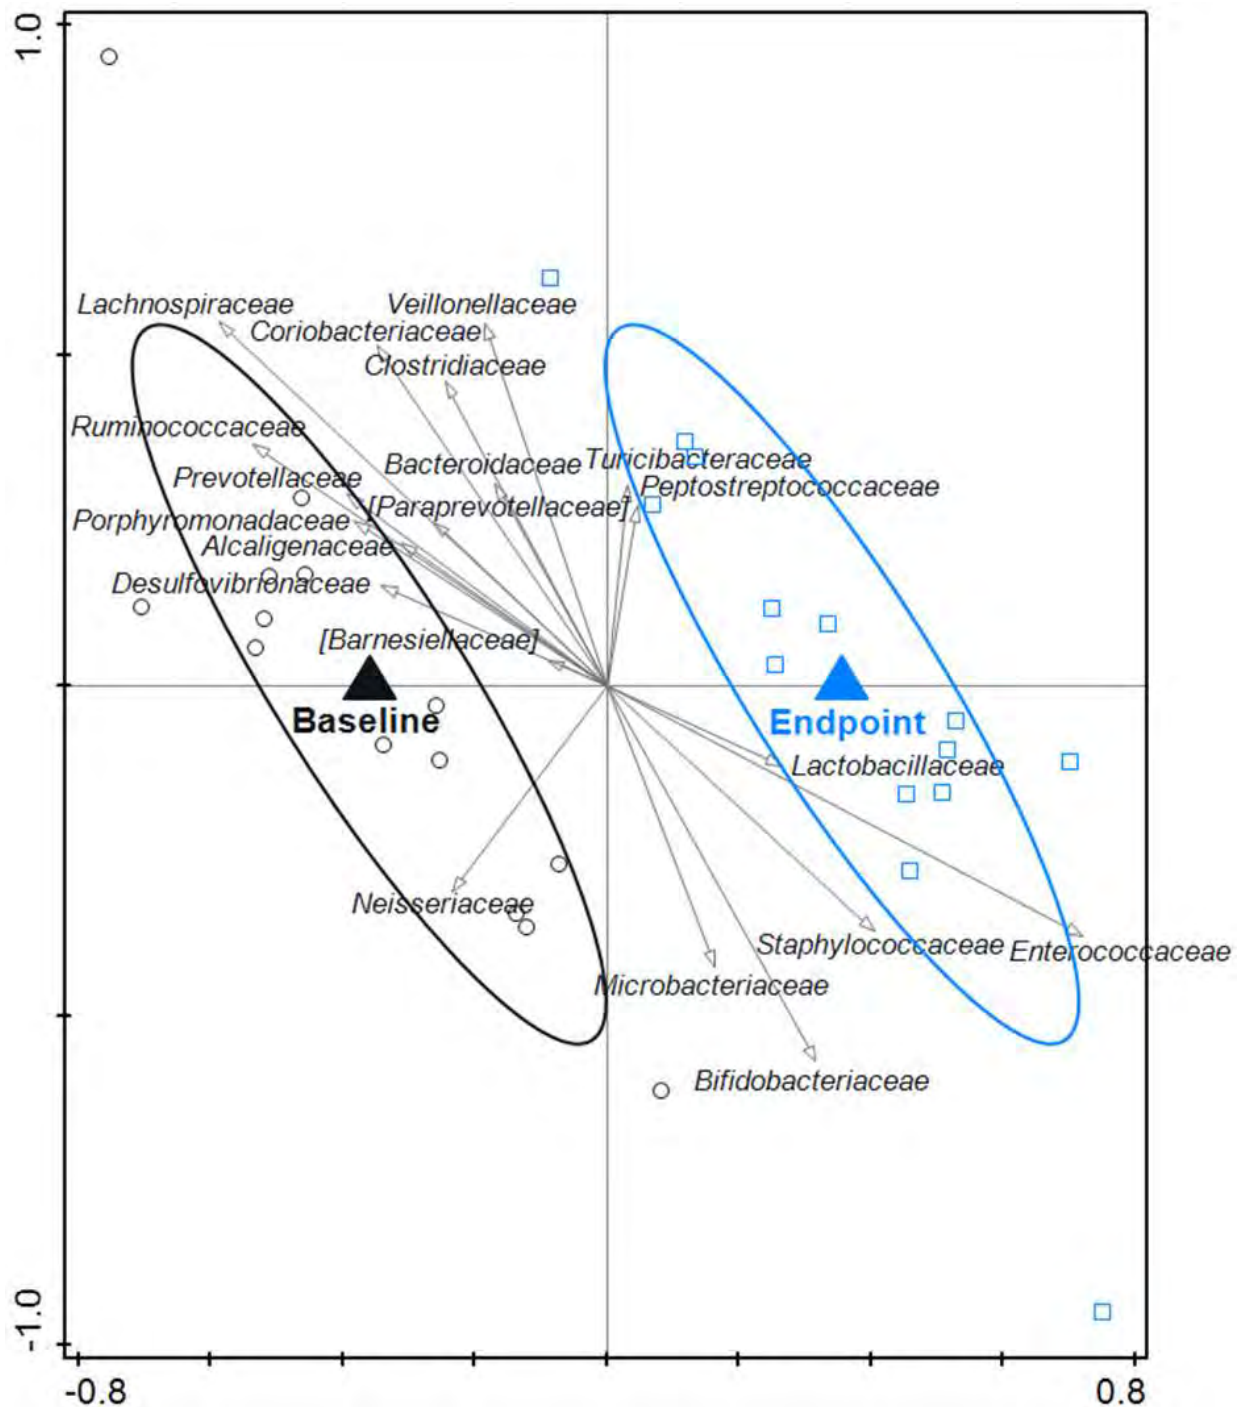 1.0
Lachnospiraceae
Veillonellaceae
Coriobacteriaceae
Clostridiaceae
Ruminococcaceae
Bacteroidaceae
Turicibacteraceae
Prevotellaceae
Peptostreptococcaceae
[Paraprevotellaceae]
Porphyromonadaceae
Alcaligenaceae
Desulfovibrionaceae
[Barnesiellaceae]
Baseline
Endpoint
Lactobacillaceae
Neisseriaceae
Staphylococcaceae
Enterococcaceae
Microbacteriaceae
Bifidobacteriaceae
-1.0
-0.8
0.8